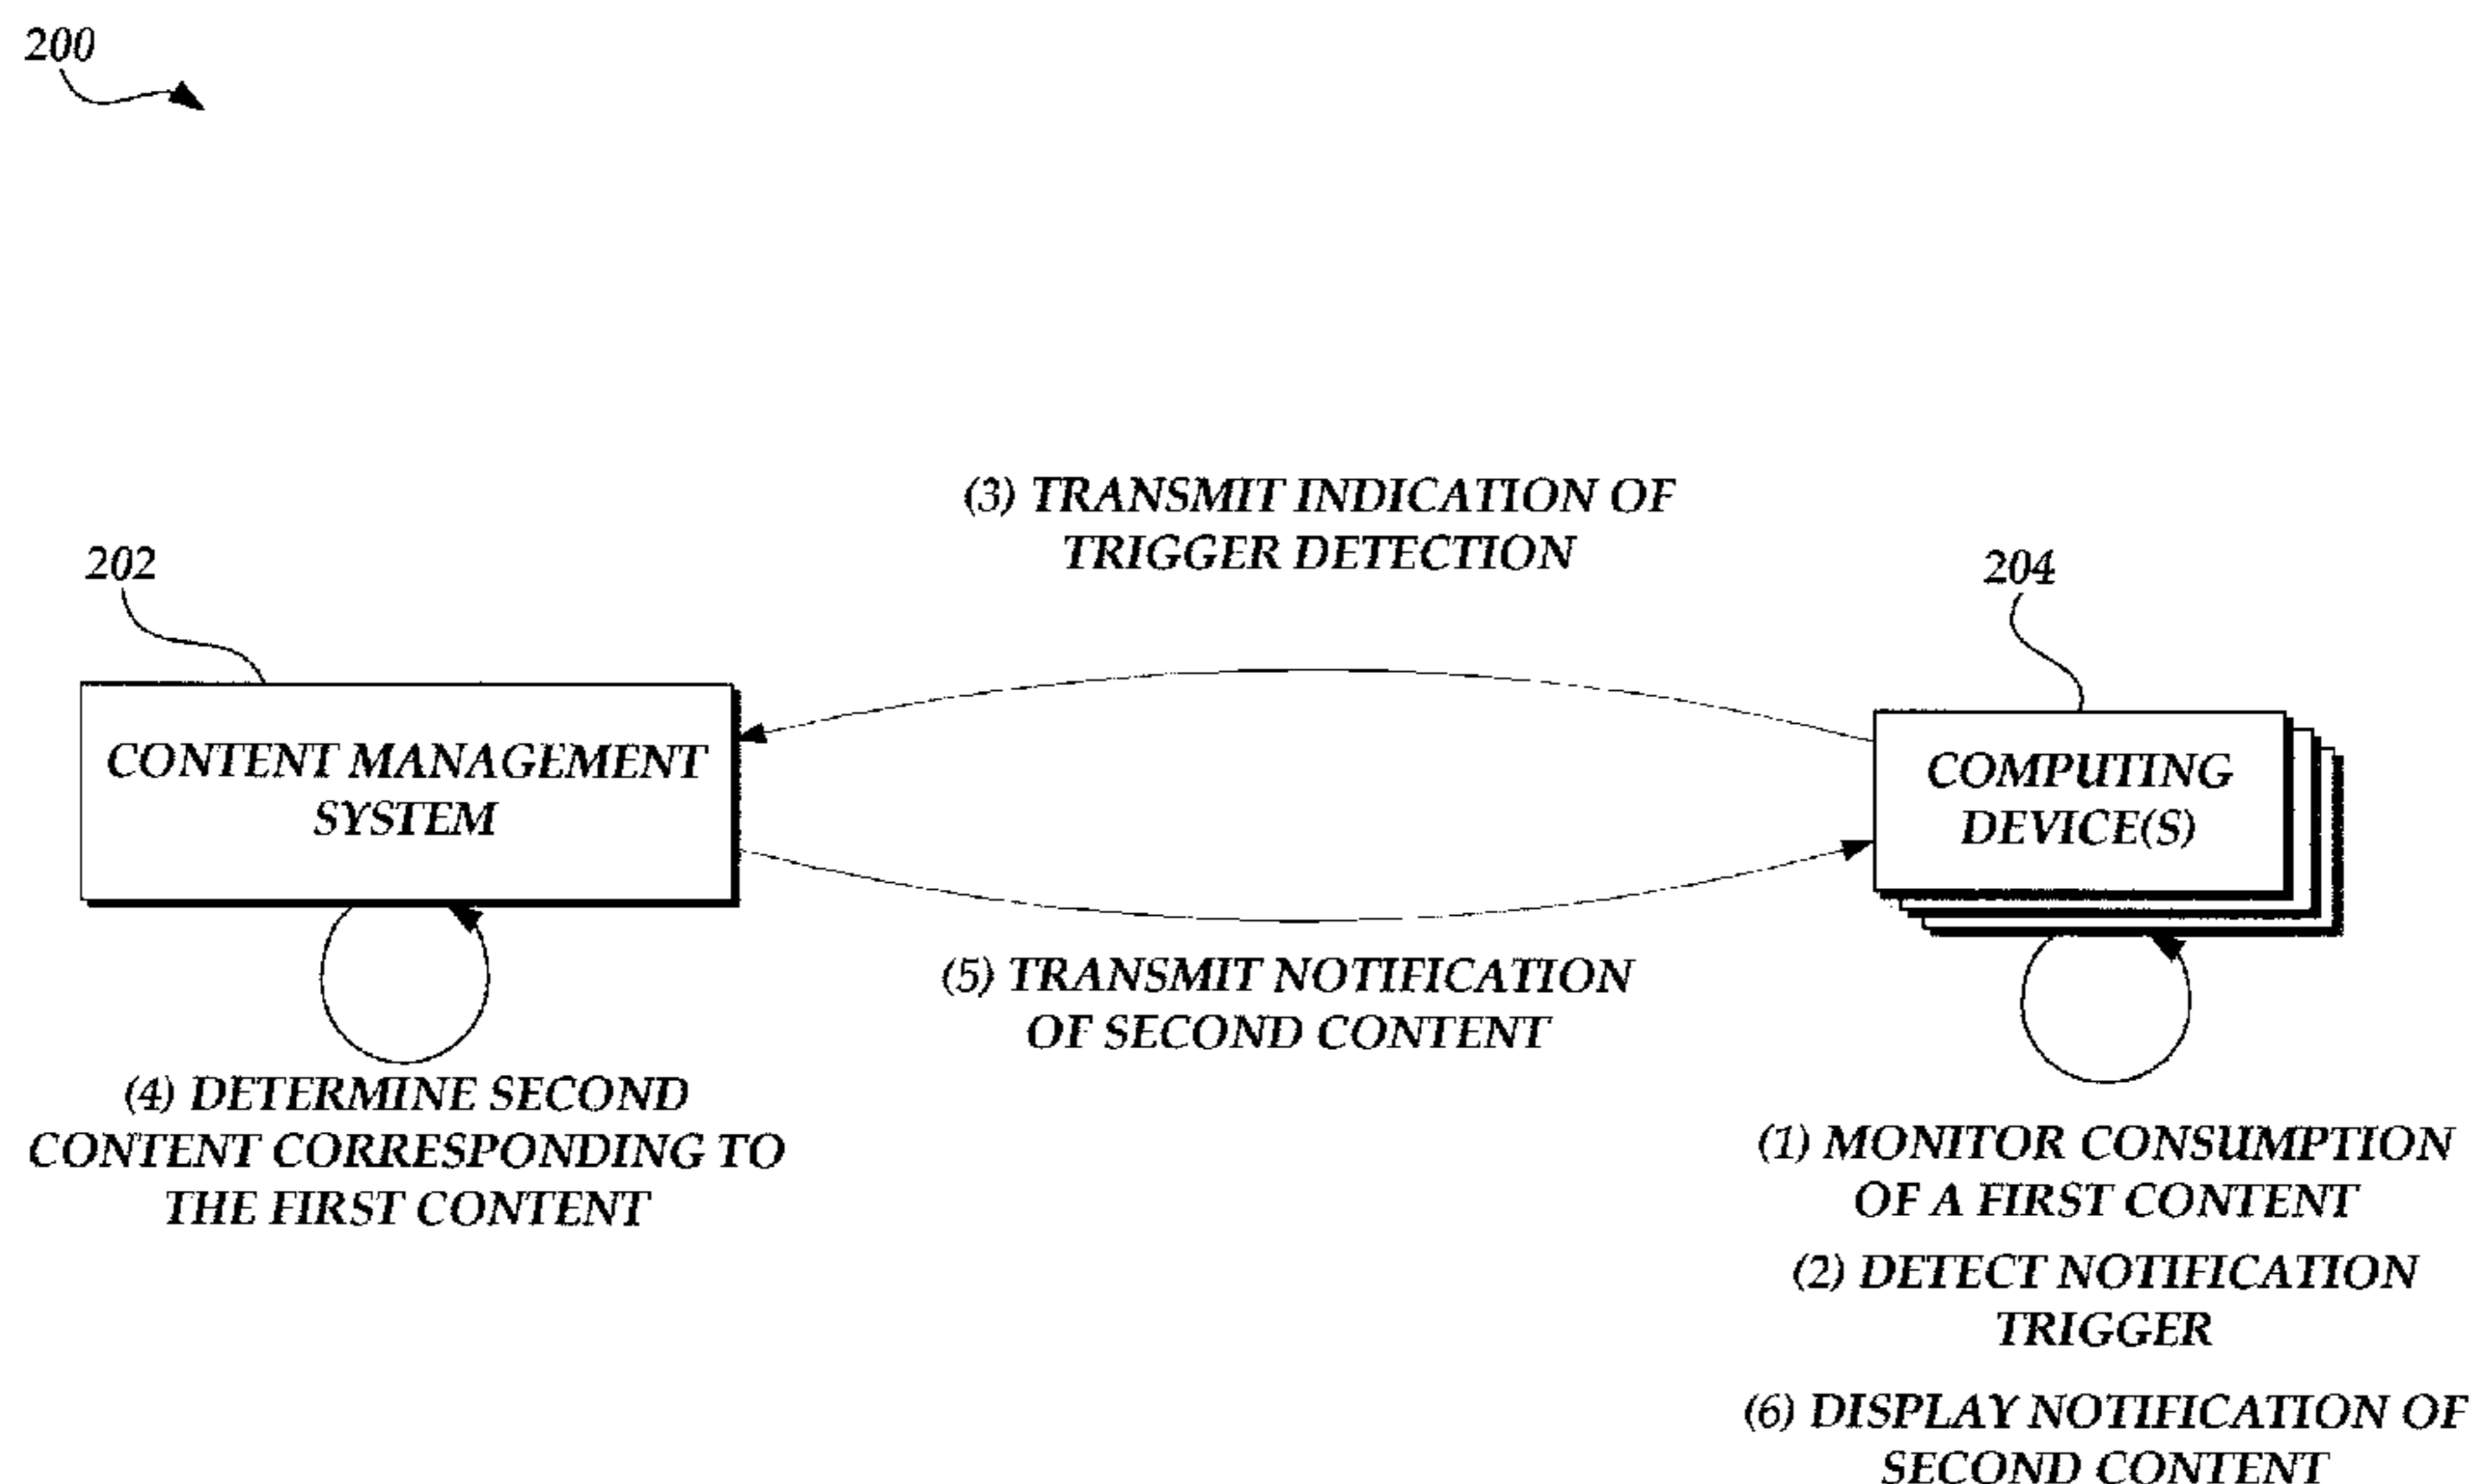 200
(3) TRANSMIT INDICATION OF
TRIGGER DETECTION
202
204
CONTENT MANAGEMENT
SYSTEM
COMPUTING
DEVICE(S)
(5) TRANSMIT NOTIFICATION
OF SECOND CONTENT
(4) DETERMINE SECOND
CONTENT CORRESPONDING TO
THE FIRST CONTENT
(1) MONITOR CONSUMPTION
OF A FIRST CONTENT
(2) DETECT NOTIFICATION
TRIGGER
(6) DISPLAY NOTIFICATION OF
SECOND CONTENT